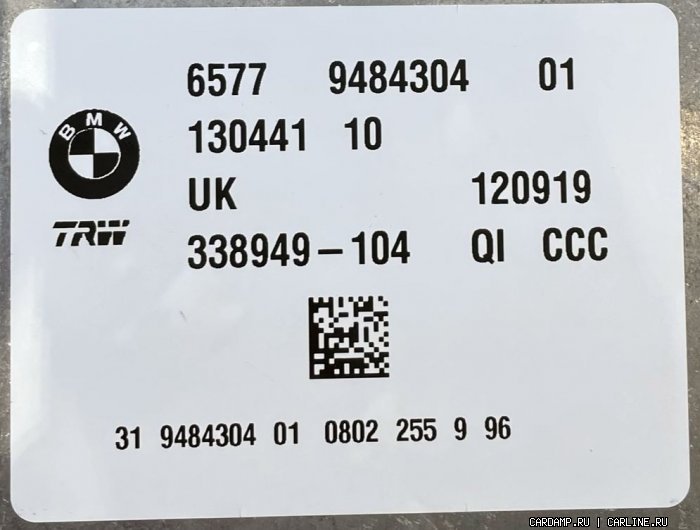 6577 9484304 01
BMW
130441 10
UK 120919
TRW
338949-104 QI CCC
31 9484304 01 0802 255 9 96
CARDAMP.RU | CARLINE.RU